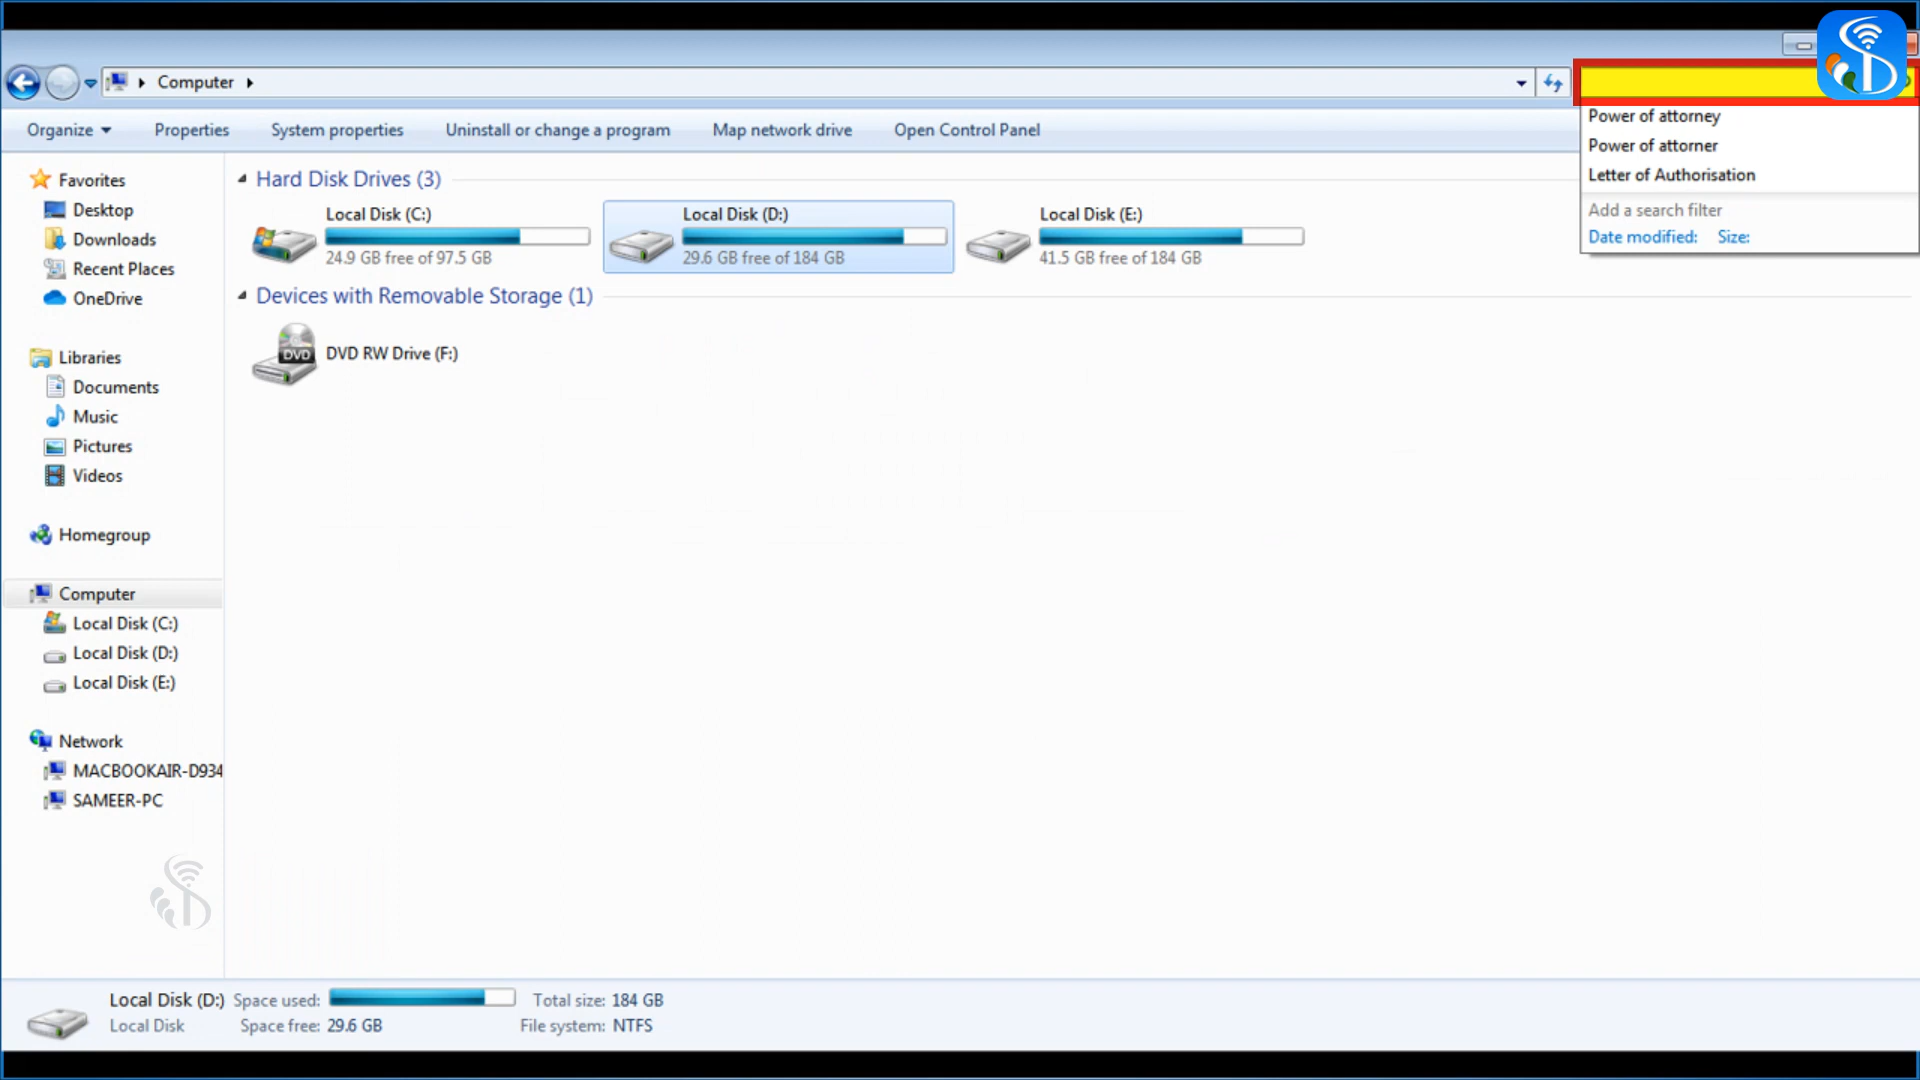 Computer
Organize Properties System properties Uninstall or change a program Map network drive Open Control Panel
Power of attorney
Power of attorner
Letter of Authorisation
Add a search filter
Date modified: Size:
Favorites
Desktop
Downloads
Recent Places
OneDrive
Libraries
Documents
Music
Pictures
Videos
Homegroup
Computer
Local Disk (C:)
Local Disk (D:)
Local Disk (E:)
Network
MACBOOKAIR-D934
SAMEER-PC
Hard Disk Drives (3)
Local Disk (C:)
24.9 GB free of 97.5 GB
Local Disk (D:)
29.6 GB free of 184 GB
Local Disk (E:)
41.5 GB free of 184 GB
Devices with Removable Storage (1)
DVD
DVD RW Drive (F:)
Local Disk (D:) Space used: Total size: 184 GB
Local Disk Space free: 29.6 GB File system: NTFS